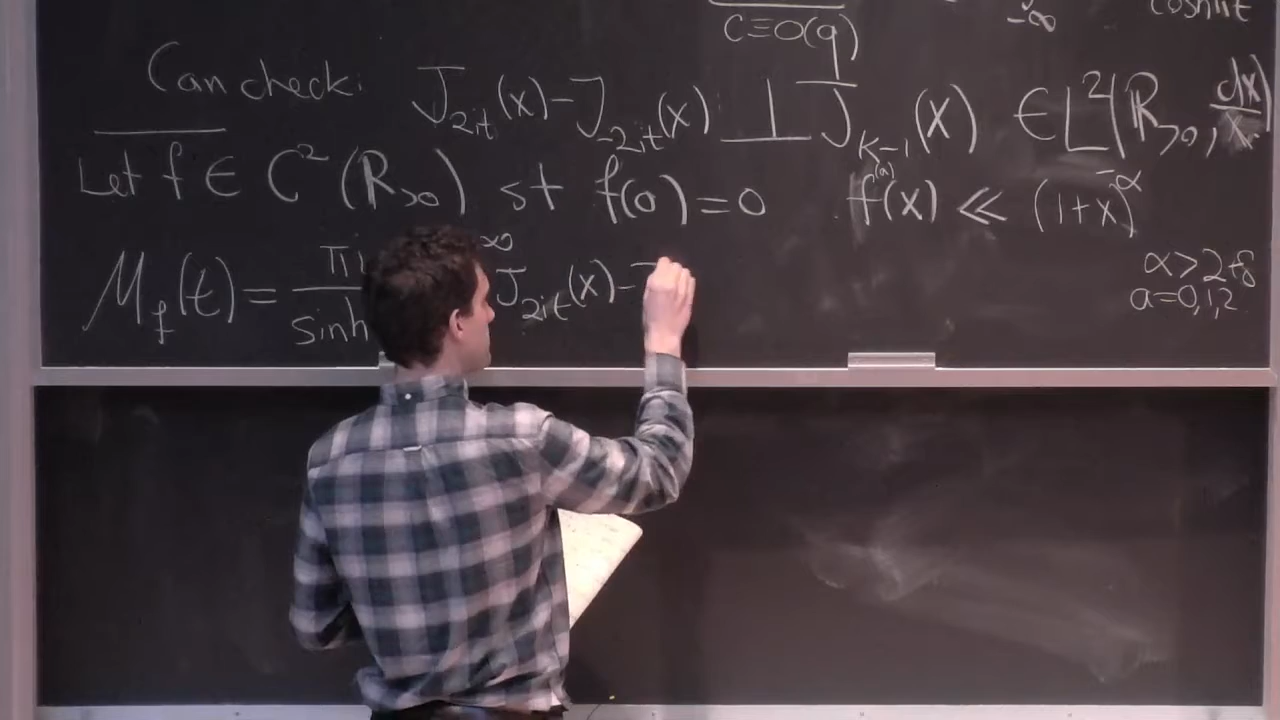 C≡0(q) -∞ coshπt
Can check: J_{2it}(x) - J_{-2it}(x) ⊥ J_{K-1}(x) ∈ L²(R_{>0}, dx/x)
Let f ∈ C²(R_{>0}) st f(0) = 0 f^{(a)}(x) ≪ (1+x)^{-α}
α > 2+δ
a=0,1,2
M_f(t) = πi / sinh ∞ J_{2it}(x) -